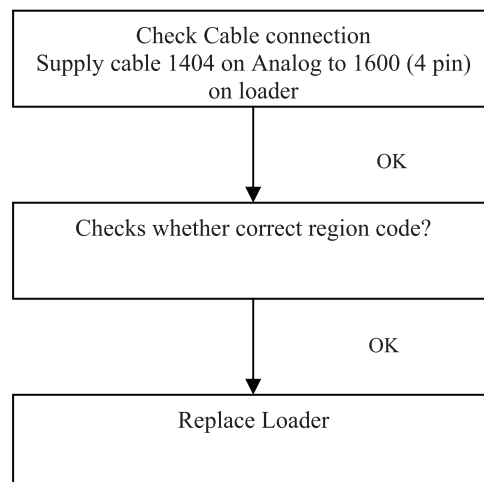 Check Cable connection
Supply cable 1404 on Analog to 1600 (4 pin)
on loader
OK
Checks whether correct region code?
OK
Replace Loader